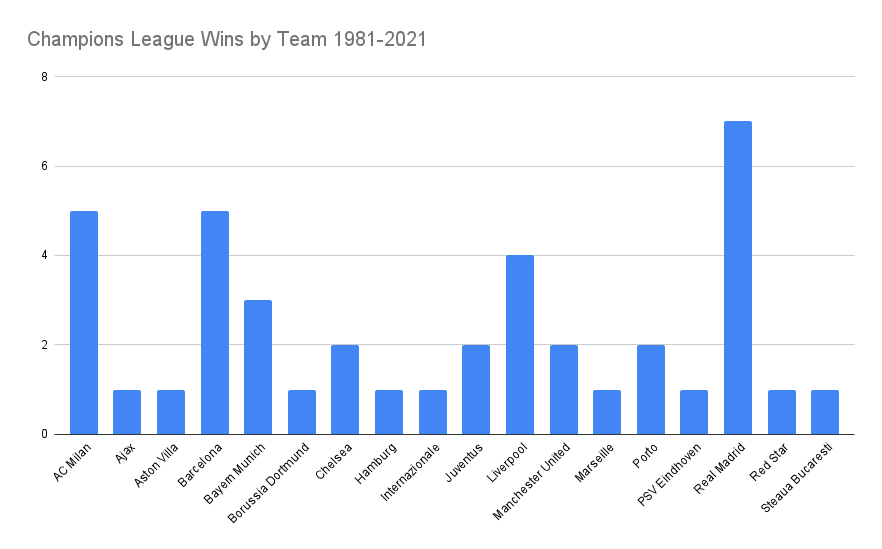 Champions League Wins by Team 1981-2021
8
6
4
2
0
AC Milan
Ajax
Aston Villa
Barcelona
Bayern Munich
Borussia Dortmund
Chelsea
Hamburg
Internazionale
Juventus
Liverpool
Manchester United
Marseille
Porto
PSV Eindhoven
Real Madrid
Red Star
Steaua Bucaresti